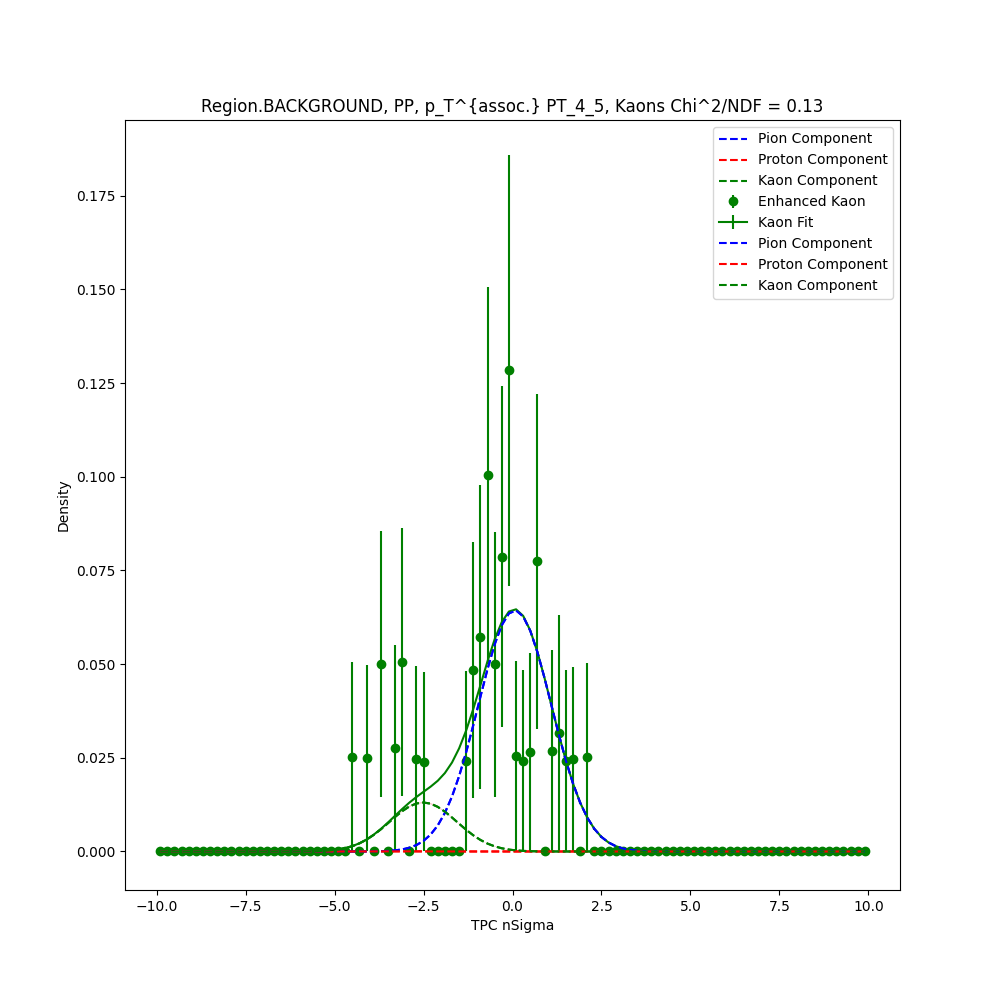 Region.BACKGROUND, PP, p_T^{assoc.} PT_4_5, Kaons Chi^2/NDF = 0.13
Pion Component
Proton Component
Kaon Component
Enhanced Kaon
Kaon Fit
Pion Component
Proton Component
Kaon Component
0.175
0.150
0.125
0.100
0.075
0.050
0.025
0.000
Density
−10.0 −7.5 −5.0 −2.5 0.0 2.5 5.0 7.5 10.0
TPC nSigma